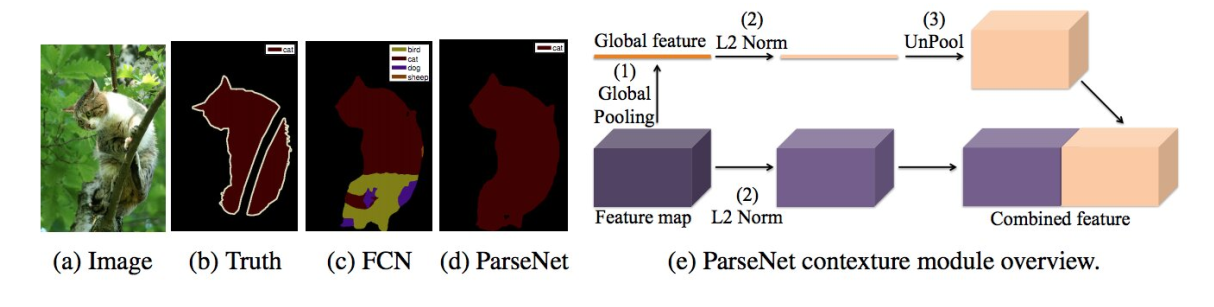 cat
bird
cat
dog
sheep
cat
(a) Image
(b) Truth
(c) FCN
(d) ParseNet
Global feature
(1)
Global
Pooling
(2)
L2 Norm
(3)
UnPool
Feature map
(2)
L2 Norm
Combined feature
(e) ParseNet contexture module overview.